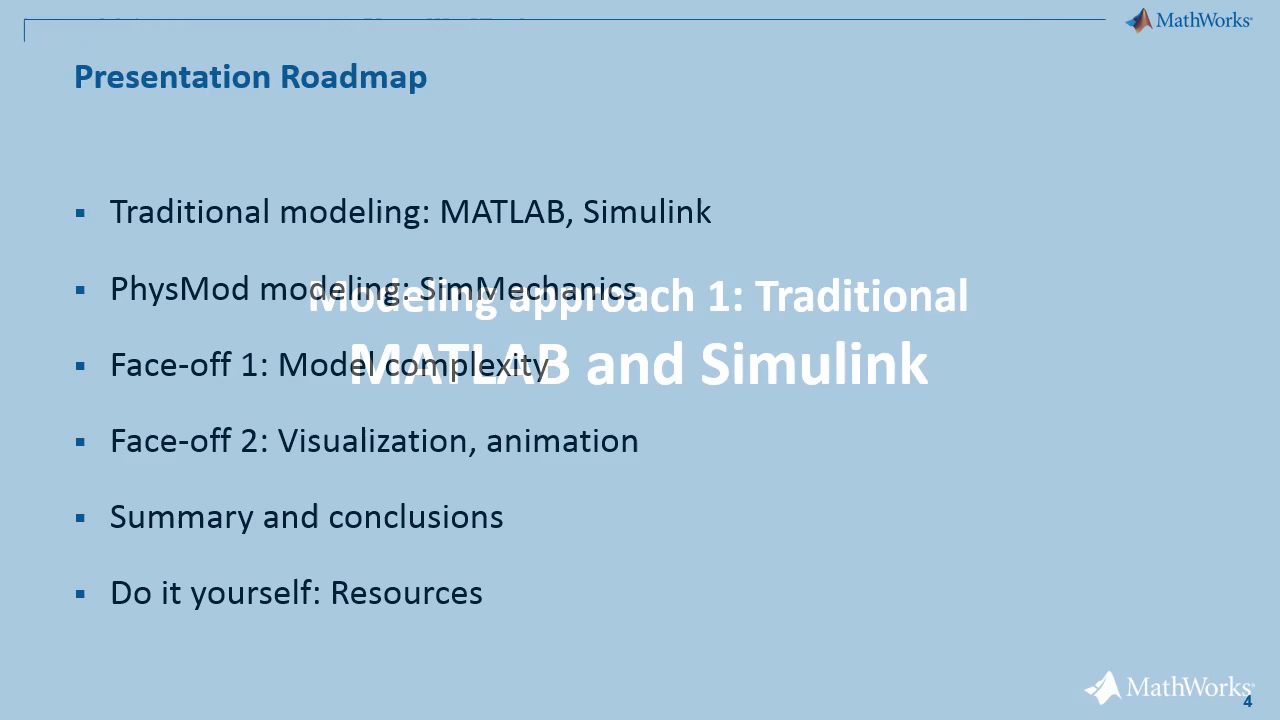 MathWorks
Presentation Roadmap
Traditional modeling: MATLAB, Simulink
PhysMod modeling: SimMechanics
Modeling approach 1: Traditional
Face-off 1: Model complexity
MATLAB and Simulink
Face-off 2: Visualization, animation
Summary and conclusions
Do it yourself: Resources
MathWorks
4